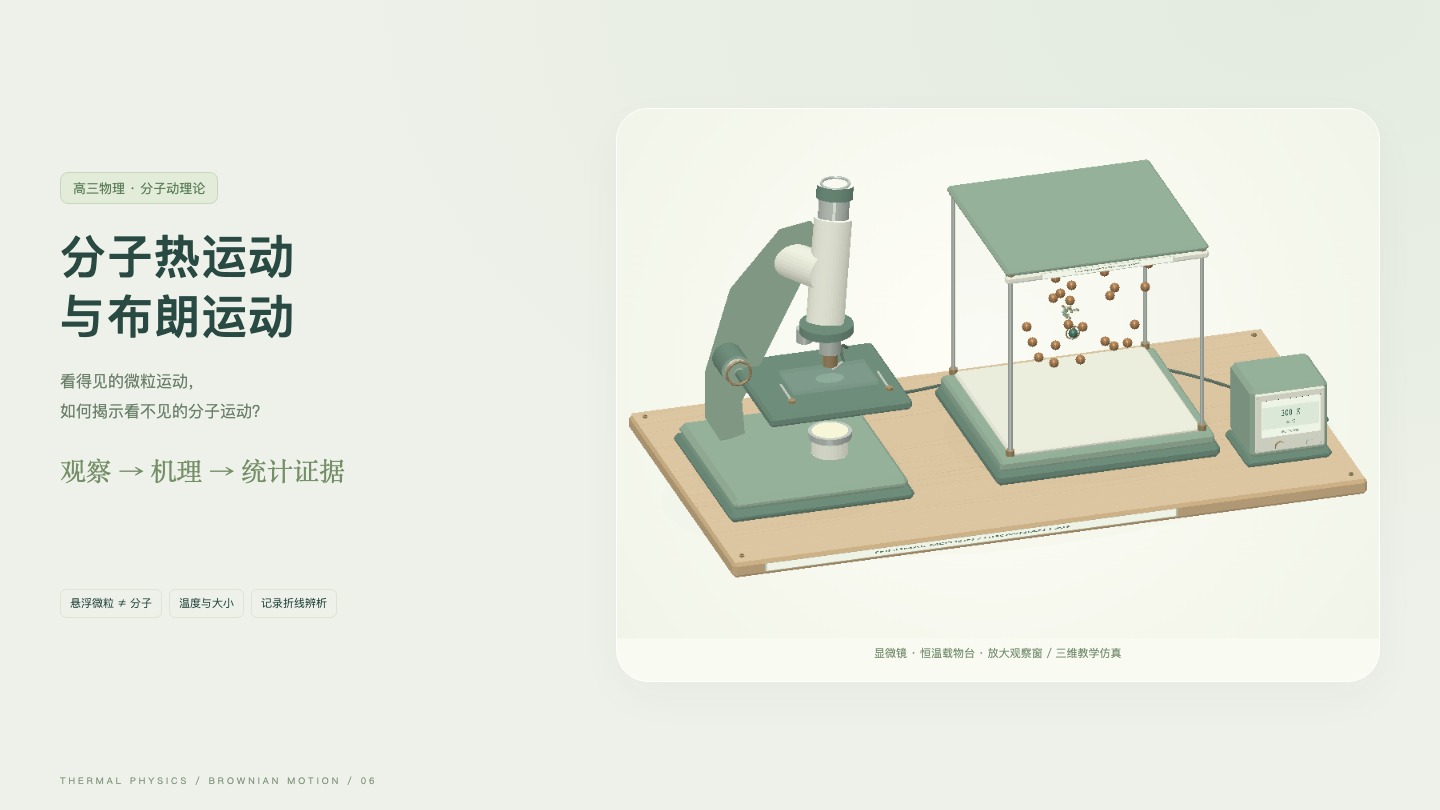 高三物理 · 分子动理论
分子热运动
与布朗运动
看得见的微粒运动，
如何揭示看不见的分子运动？
观察 → 机理 → 统计证据
悬浮微粒 ≠ 分子
温度与大小
记录折线辨析
300 K
显微镜 · 恒温载物台 · 放大观察窗 / 三维教学仿真
THERMAL PHYSICS / BROWNIAN MOTION / 06